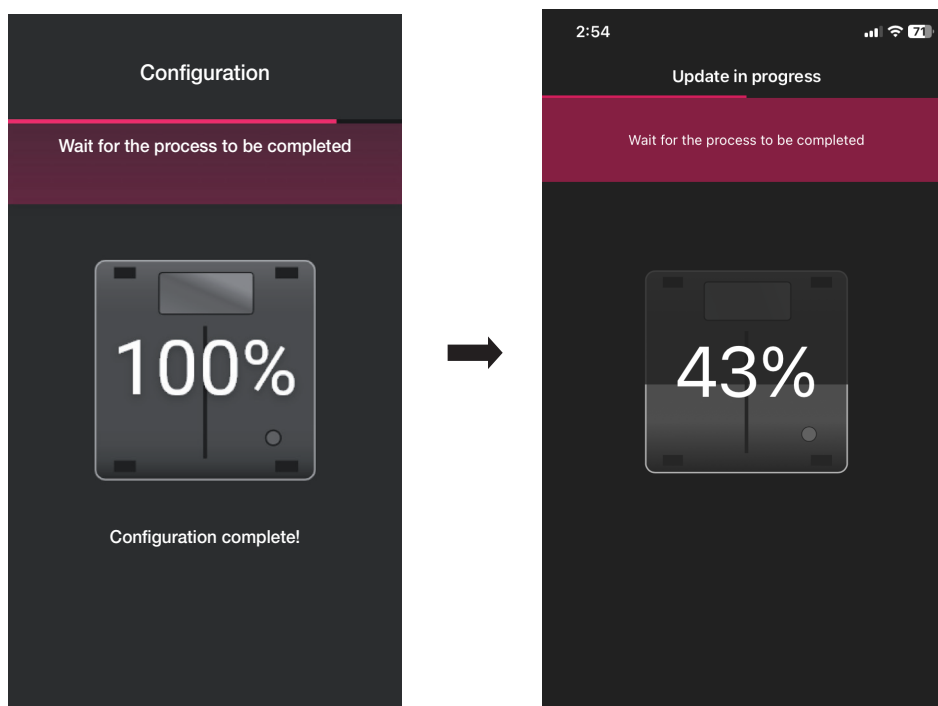 Configuration
Wait for the process to be completed
100%
Configuration complete!
2:54
71
Update in progress
Wait for the process to be completed
43%